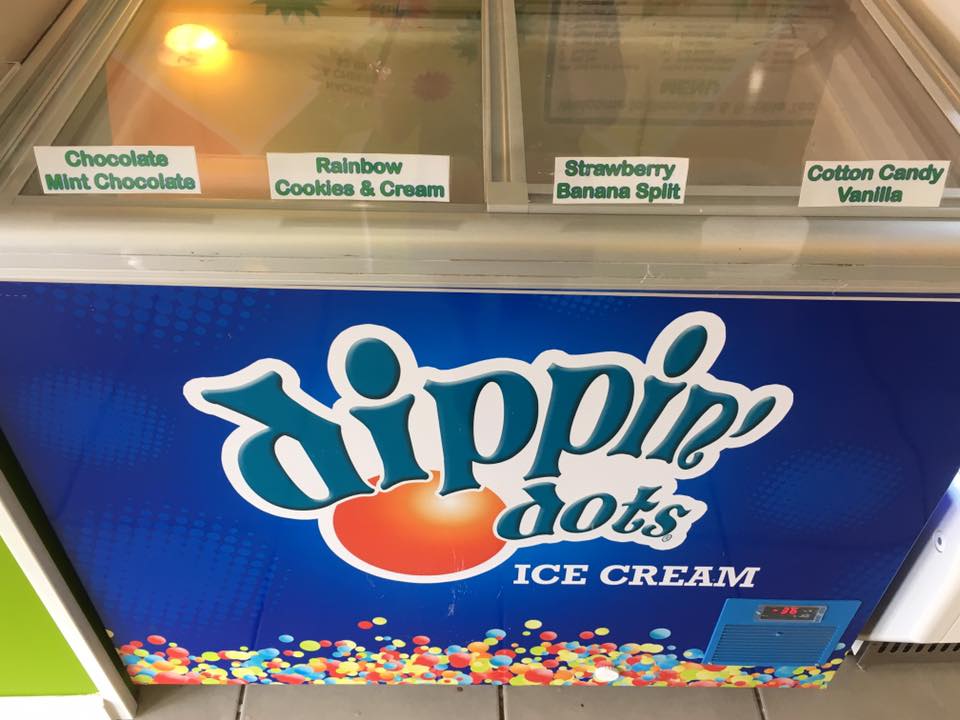 Chocolate
Mint Chocolate
Rainbow
Cookies & Cream
Strawberry
Banana Split
Cotton Candy
Vanilla
dippin'
dots
ICE CREAM